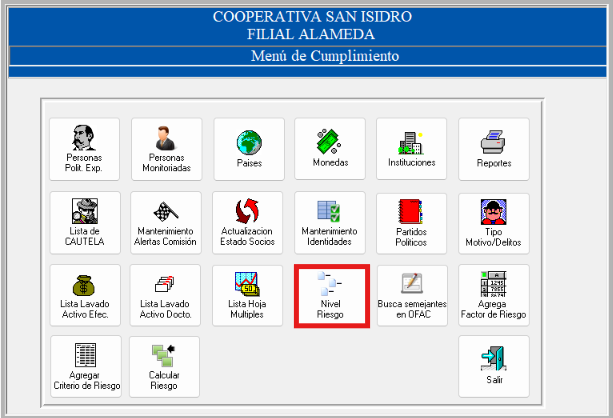 COOPERATIVA SAN ISIDRO
FILIAL ALAMEDA
Menú de Cumplimiento
Personas
Polit. Exp.
Personas
Monitoriadas
Paises
Monedas
Instituciones
Reportes
Lista de
CAUTELA
Mantenimiento
Alertas Comisión
Actualizacion
Estado Socios
Mantenimiento
Identidades
Partidos
Politicos
Tipo
Motivo/Delitos
Lista Lavado
Activo Efec.
Lista Lavado
Activo Docto.
Lista Hoja
Multiples
Nivel
Riesgo
Busca semejantes
en OFAC
Agrega
Factor de Riesgo
Agregar
Criterio de Riesgo
Calcular
Riesgo
Salir